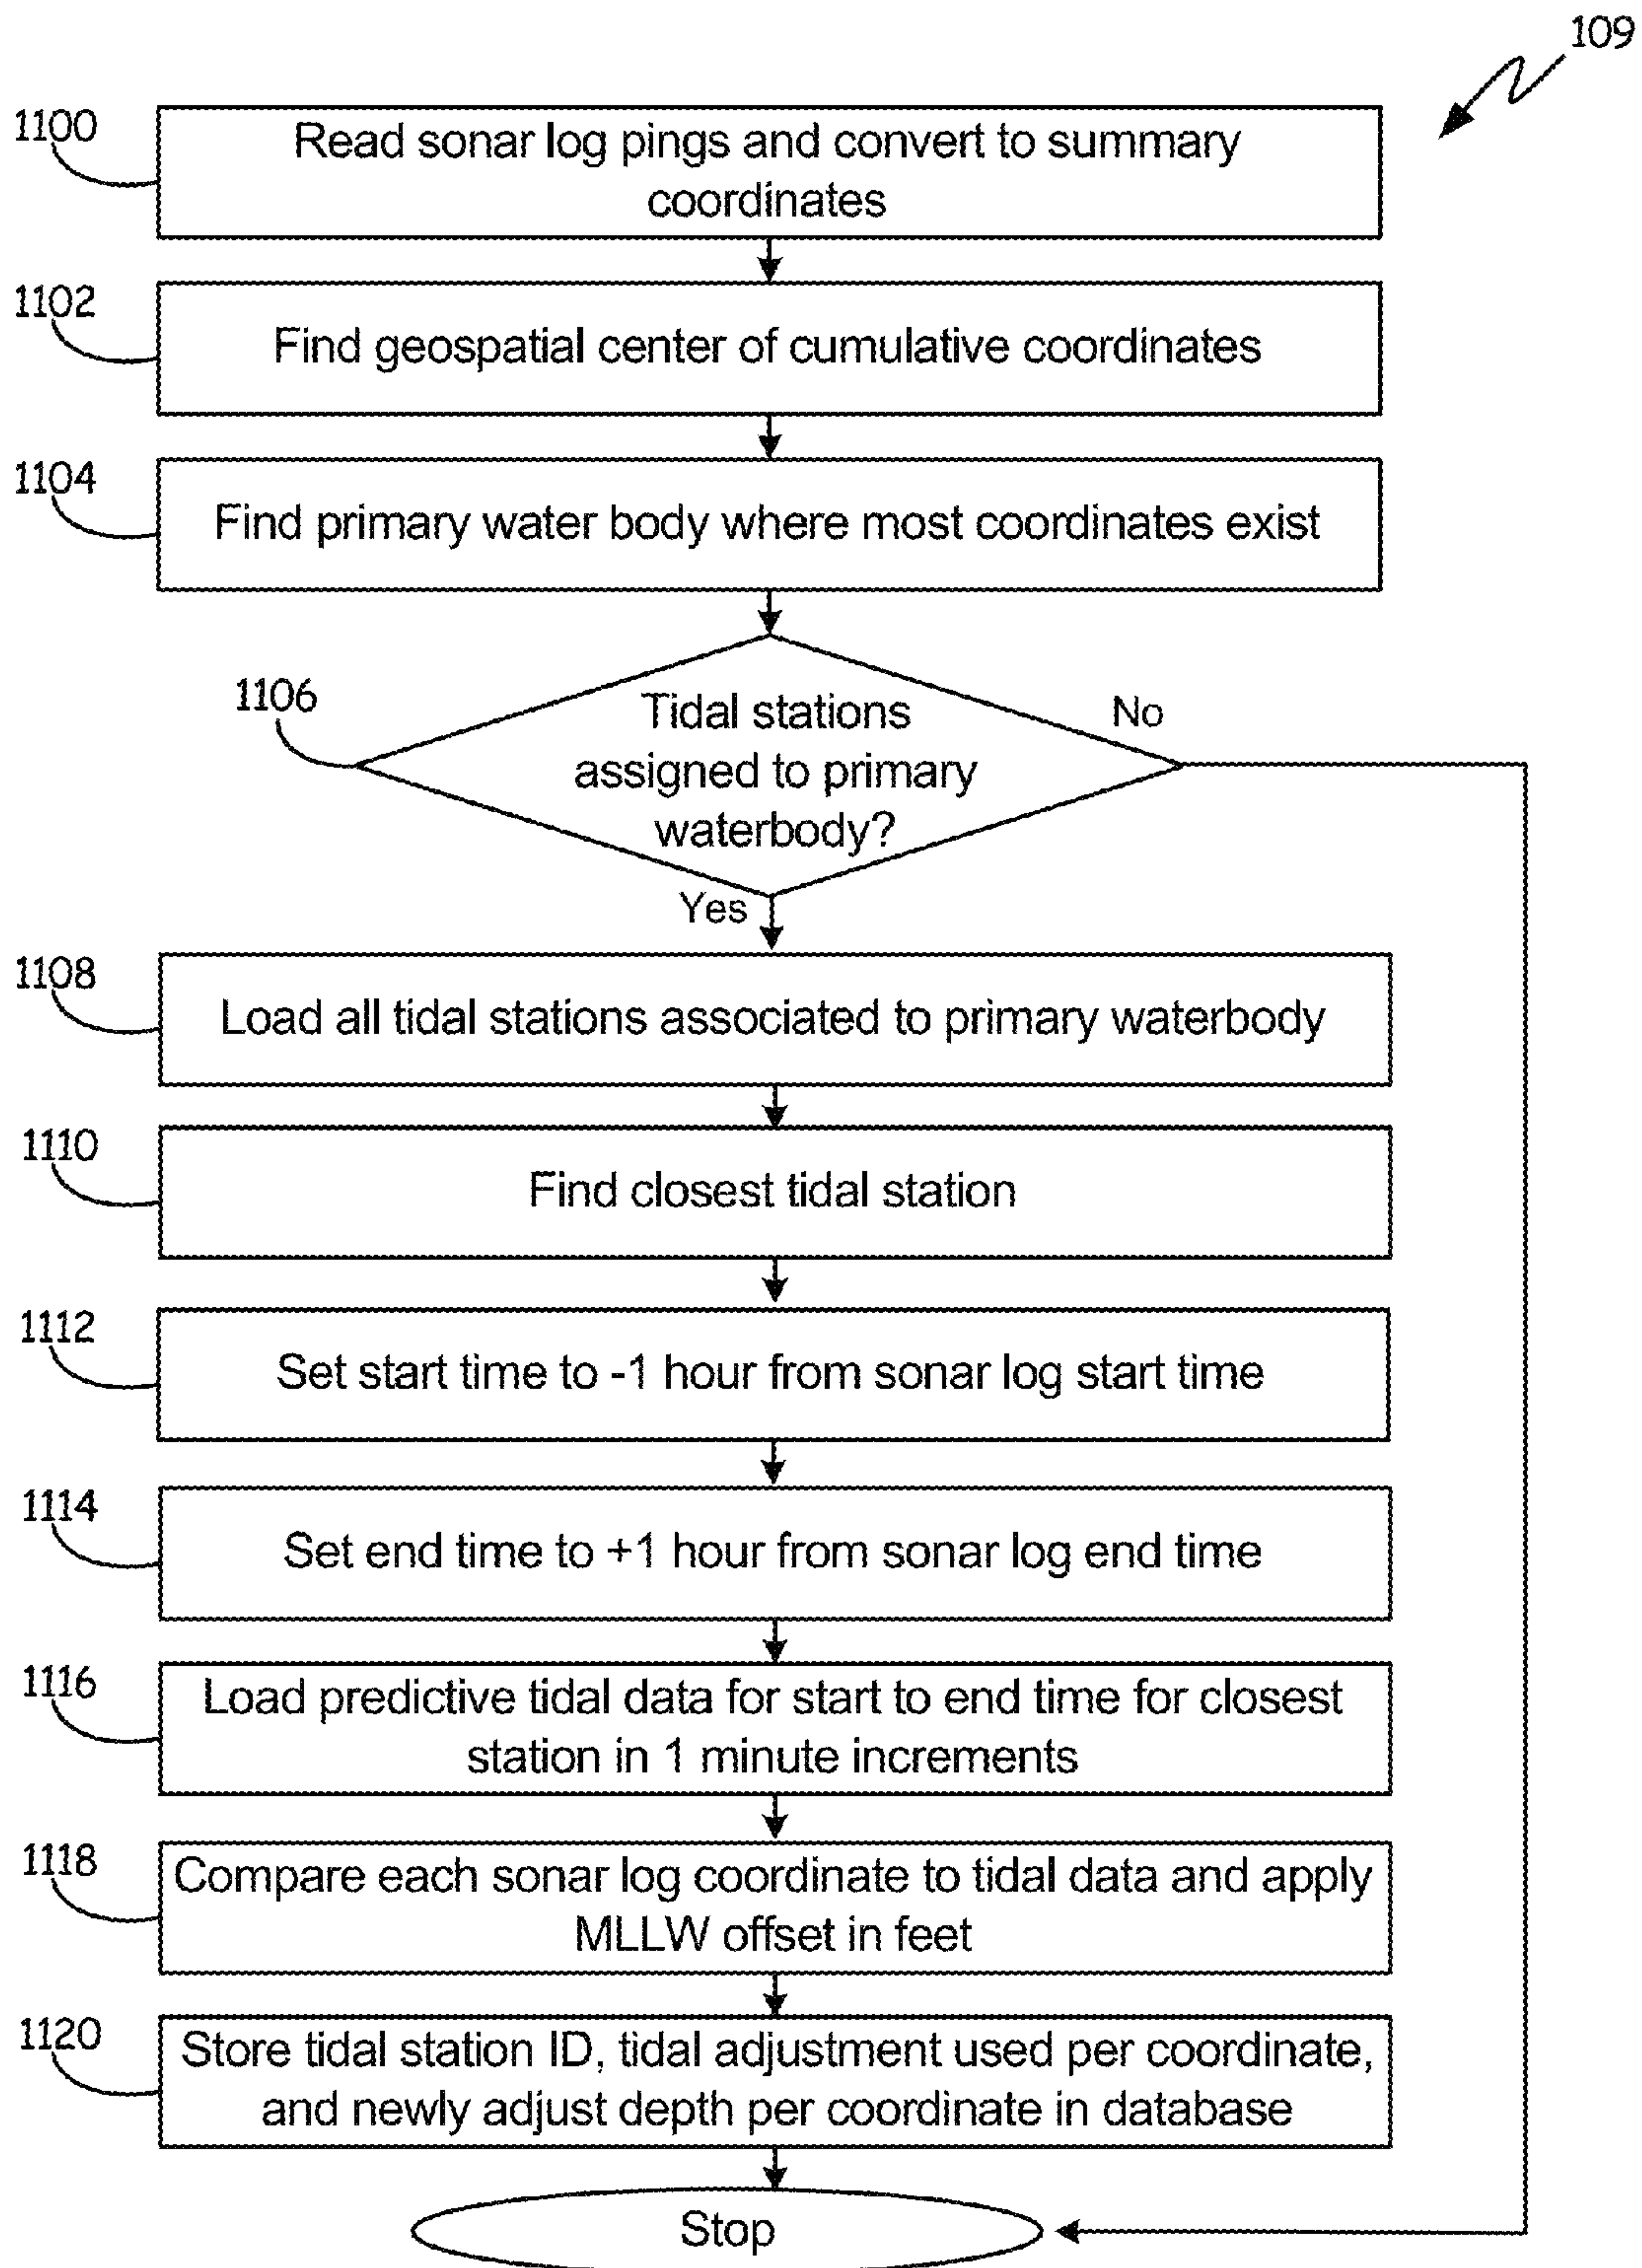 109
1100
Read sonar log pings and convert to summary
coordinates
1102
Find geospatial center of cumulative coordinates
1104
Find primary water body where most coordinates exist
1106
Tidal stations
assigned to primary
waterbody?
No
Yes
1108
Load all tidal stations associated to primary waterbody
1110
Find closest tidal station
1112
Set start time to -1 hour from sonar log start time
1114
Set end time to +1 hour from sonar log end time
1116
Load predictive tidal data for start to end time for closest
station in 1 minute increments
1118
Compare each sonar log coordinate to tidal data and apply
MLLW offset in feet
1120
Store tidal station ID, tidal adjustment used per coordinate,
and newly adjust depth per coordinate in database
Stop